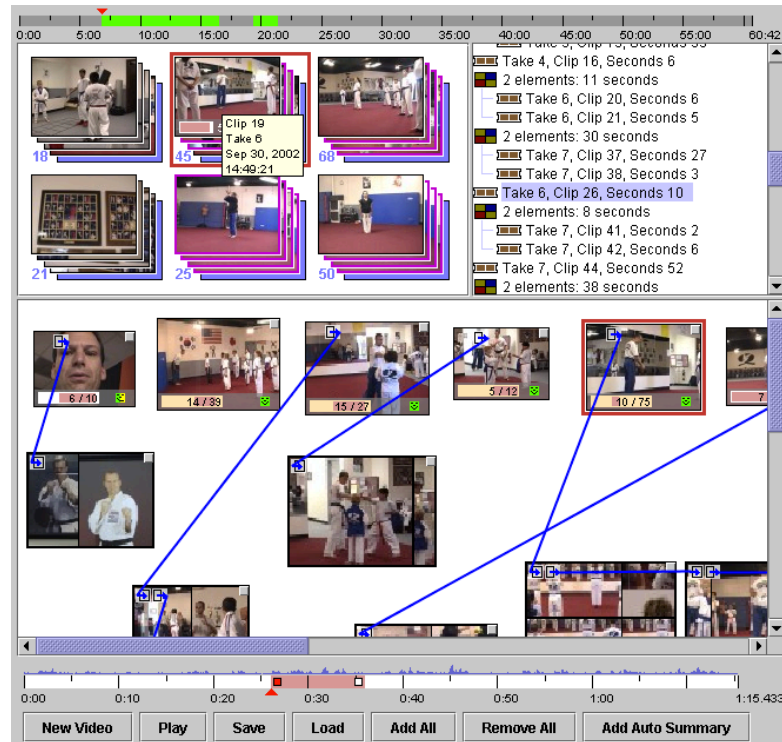 0:00 5:00 10:00 15:00 20:00 25:00 30:00 35:00 40:00 45:00 50:00 55:00 60:42
18
45
68
Clip 19
Take 6
Sep 30, 2002
14:49:21
21
25
50
Take 4, Clip 16, Seconds 6
2 elements: 11 seconds
Take 6, Clip 20, Seconds 6
Take 6, Clip 21, Seconds 5
2 elements: 30 seconds
Take 7, Clip 37, Seconds 27
Take 7, Clip 38, Seconds 3
Take 6, Clip 26, Seconds 10
2 elements: 8 seconds
Take 7, Clip 41, Seconds 2
Take 7, Clip 42, Seconds 6
Take 7, Clip 44, Seconds 52
2 elements: 38 seconds
6 / 10
14 / 39
15 / 27
5 / 12
10 / 75
7
0:00 0:10 0:20 0:30 0:40 0:50 1:00 1:15.433
New Video Play Save Load Add All Remove All Add Auto Summary